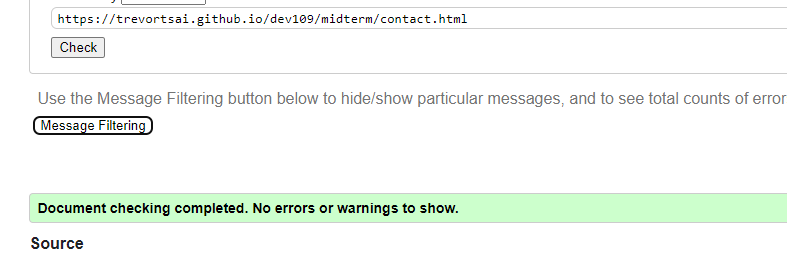 https://trevortsai.github.io/dev109/midterm/contact.html
Check
Use the Message Filtering button below to hide/show particular messages, and to see total counts of error
Message Filtering
Document checking completed. No errors or warnings to show.
Source